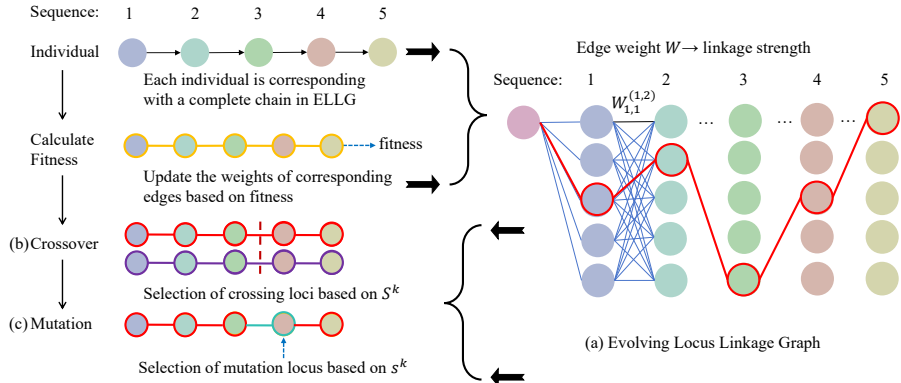 Sequence: 1 2 3 4 5
Individual
Each individual is corresponding
with a complete chain in ELLG
Calculate
Fitness
fitness
Update the weights of corresponding
edges based on fitness
(b) Crossover
Selection of crossing loci based on S^k
(c) Mutation
Selection of mutation locus based on s^k
Edge weight W → linkage strength
Sequence: 1 2 3 4 5
W_{1,1}^{(1,2)}
... ... ...
(a) Evolving Locus Linkage Graph